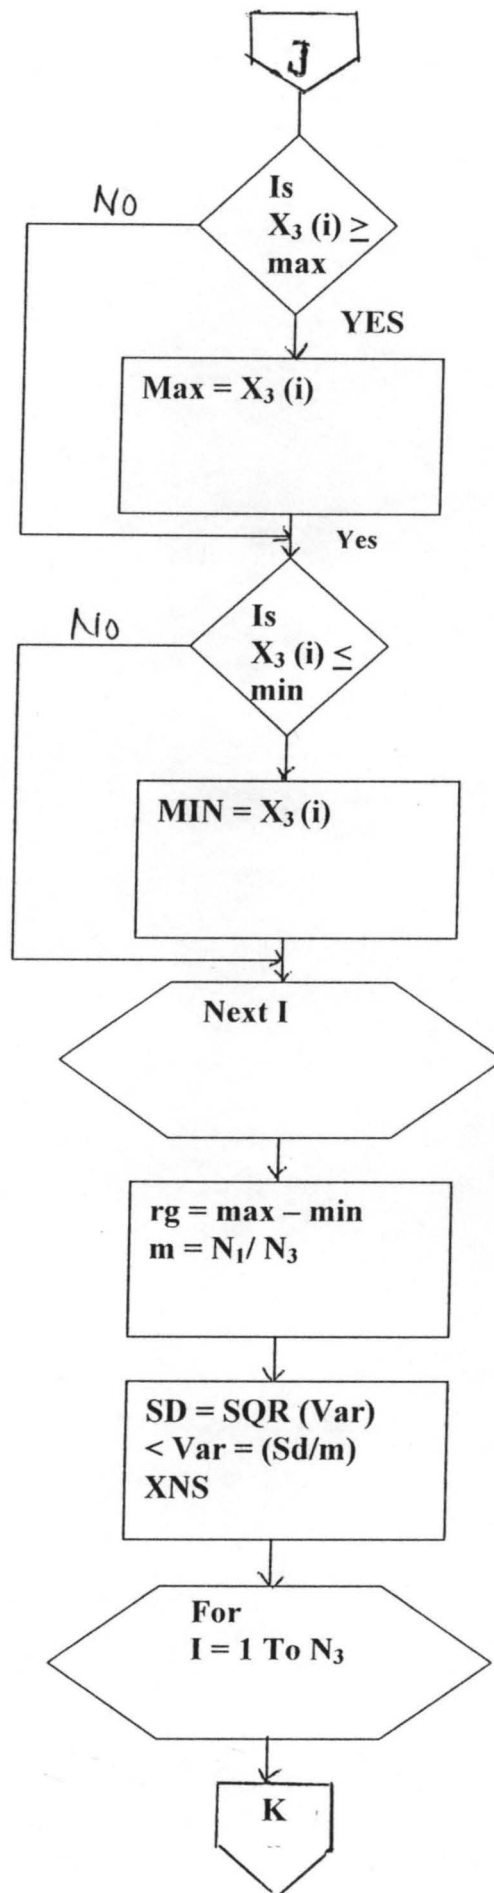 J
Is
X₃ (i) ≥
max
No
YES
Max = X₃ (i)
Yes
Is
X₃ (i) ≤
min
No
MIN = X₃ (i)
Next I
rg = max – min
m = N₁/ N₃
SD = SQR (Var)
< Var = (Sd/m)
XNS
For
I = 1 To N₃
K